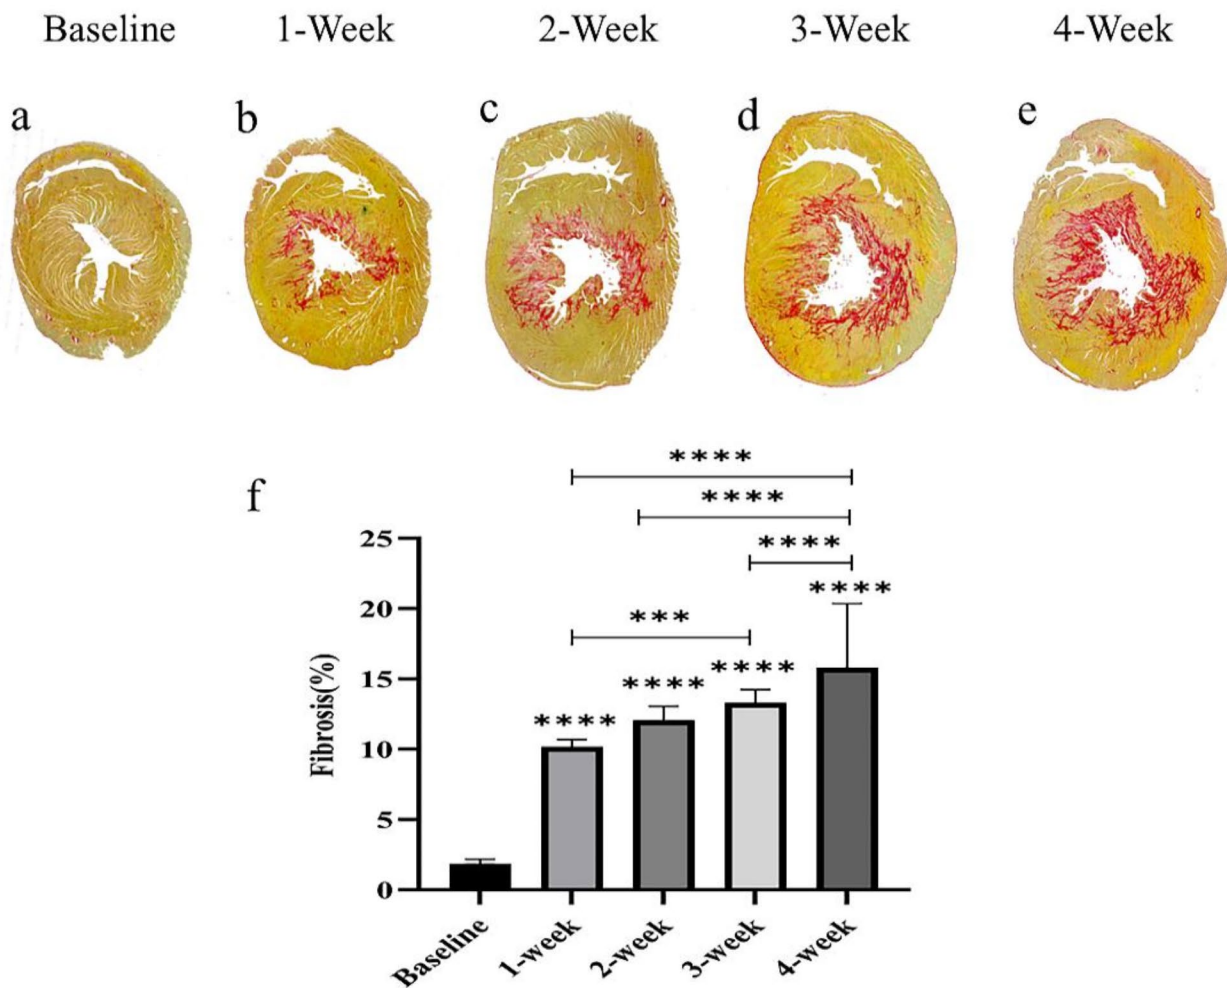 Baseline 1-Week 2-Week 3-Week 4-Week
a b c d e
f
****
****
****
****
***
****
****
****
25
20
15
10
5
0
Fibrosis(%)
Baseline 1-week 2-week 3-week 4-week